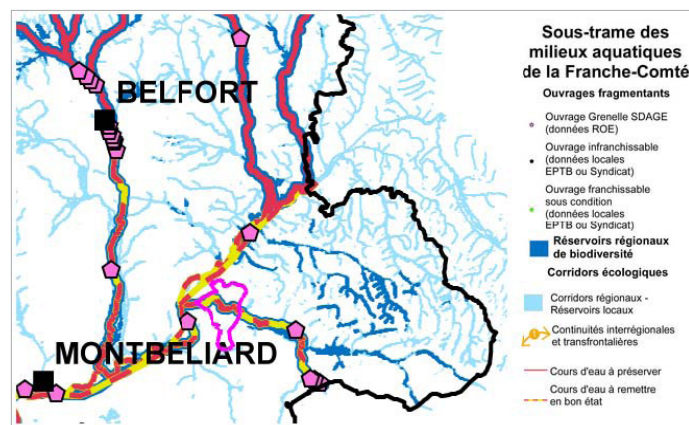 BELFORT
MONTBELIARD
Sous-trame des
milieux aquatiques
de la Franche-Comté
Ouvrages fragmentants
Ouvrage Grenelle SDAGE
(données ROE)
Ouvrage infranchissable
(données locales
EPTB ou Syndicat)
Ouvrage franchissable
sous condition
(données locales
EPTB ou Syndicat)
Réservoirs régionaux
de biodiversité
Corridors écologiques
Corridors régionaux -
Réservoirs locaux
Continuités interrégionales
et transfrontalières
Cours d'eau à préserver
Cours d'eau à remettre
en bon état